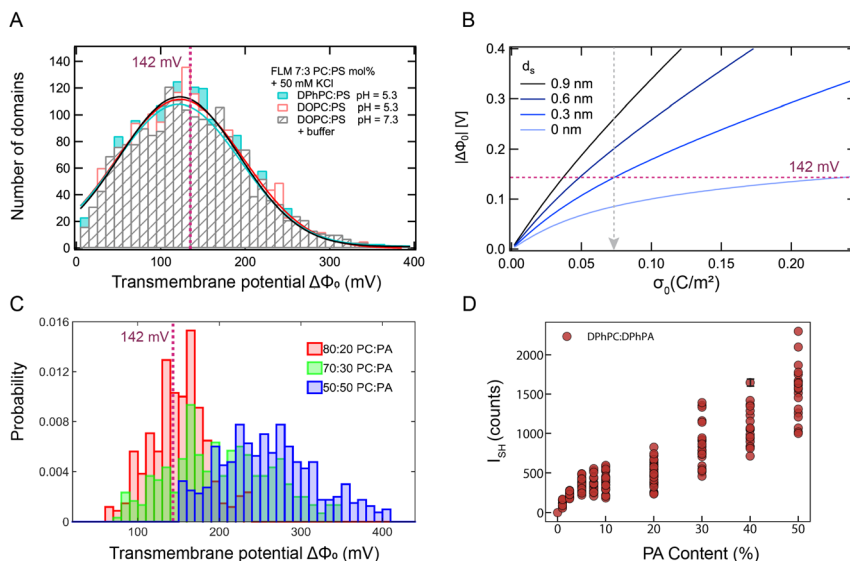 A
142 mV
FLM 7:3 PC:PS mol%
+ 50 mM KCl
DPhPC:PS pH = 5.3
DOPC:PS pH = 5.3
DOPC:PS pH = 7.3
+ buffer
Number of domains
140
120
100
80
60
40
20
0
0 100 200 300 400
Transmembrane potential ΔΦ₀ (mV)
B
dₛ
0.9 nm
0.6 nm
0.3 nm
0 nm
142 mV
|ΔΦ₀| [V]
0.4
0.3
0.2
0.1
0.0
0.00 0.05 0.10 0.15 0.20
σ₀(C/m²)
C
142 mV
80:20 PC:PA
70:30 PC:PA
50:50 PC:PA
Probability
0.016
0.012
0.008
0.004
0
0 100 200 300 400
Transmembrane potential ΔΦ₀ (mV)
D
DPhPC:DPhPA
I_SH (counts)
2000
1500
1000
500
0
0 10 20 30 40 50
PA Content (%)